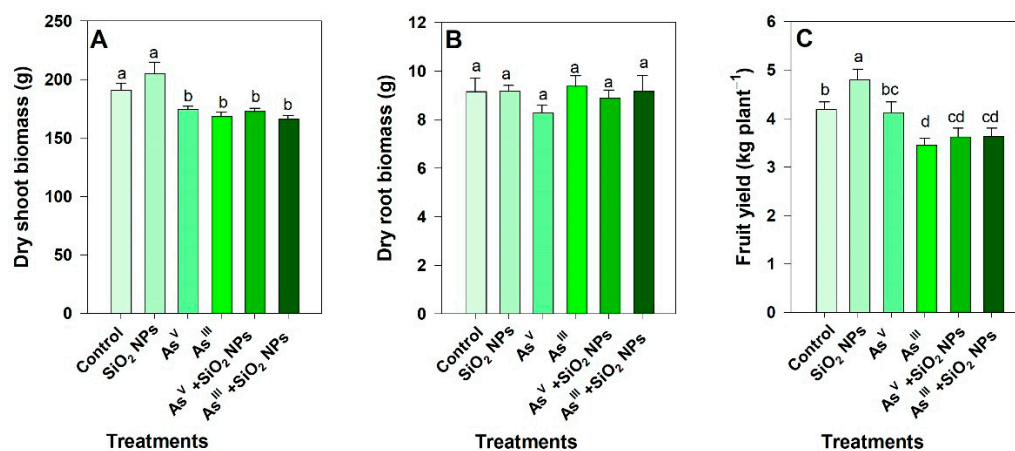 A
Dry shoot biomass (g)
250
200
150
100
50
0
a
a
b
b
b
b
Control
SiO₂ NPs
Asⱽ
Asᴵᴵᴵ
Asⱽ +SiO₂ NPs
Asᴵᴵᴵ +SiO₂ NPs
Treatments
B
Dry root biomass (g)
12
10
8
6
4
2
0
a
a
a
a
a
a
Control
SiO₂ NPs
Asⱽ
Asᴵᴵᴵ
Asⱽ +SiO₂ NPs
Asᴵᴵᴵ +SiO₂ NPs
Treatments
C
Fruit yield (kg plant⁻¹)
6
5
4
3
2
1
0
b
a
bc
d
cd
cd
Control
SiO₂ NPs
Asⱽ
Asᴵᴵᴵ
Asⱽ +SiO₂ NPs
Asᴵᴵᴵ +SiO₂ NPs
Treatments